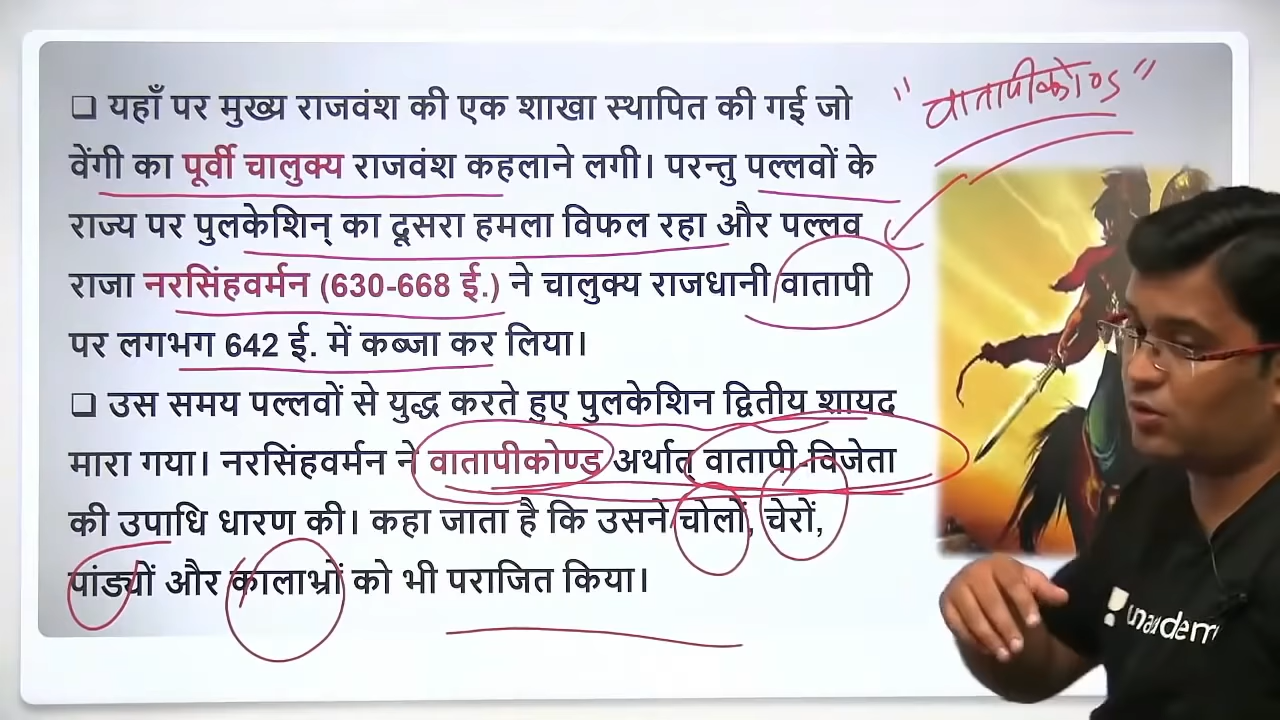 "वातापीकोण्ड"
❑ यहाँ पर मुख्य राजवंश की एक शाखा स्थापित की गई जो
वेंगी का पूर्वी चालुक्य राजवंश कहलाने लगी। परन्तु पल्लवों के
राज्य पर पुलकेशिन् का दूसरा हमला विफल रहा और पल्लव
राजा नरसिंहवर्मन (630-668 ई.) ने चालुक्य राजधानी वातापी
पर लगभग 642 ई. में कब्जा कर लिया।
❑ उस समय पल्लवों से युद्ध करते हुए पुलकेशिन द्वितीय शायद
मारा गया। नरसिंहवर्मन ने वातापीकोण्ड अर्थात् वातापी-विजेता
की उपाधि धारण की। कहा जाता है कि उसने चोलों, चेरों,
पांड्यों और कालाभ्रों को भी पराजित किया।
unacademy